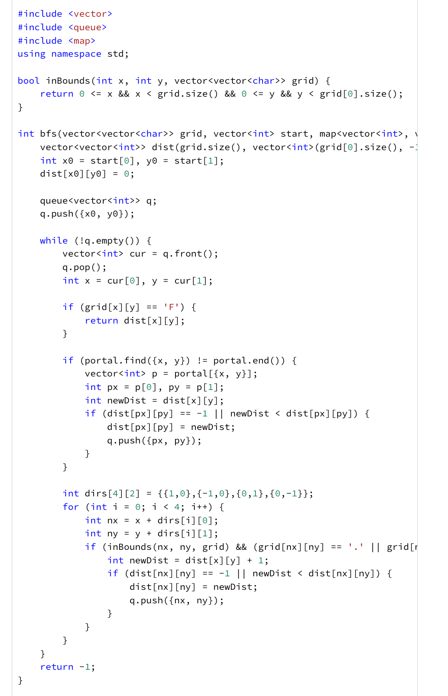 #include <vector>
#include <queue>
#include <map>
using namespace std;

bool inBounds(int x, int y, vector<vector<char>> grid) {
    return 0 <= x && x < grid.size() && 0 <= y && y < grid[0].size();
}

int bfs(vector<vector<char>> grid, vector<int> start, map<vector<int>,
    vector<vector<int>> dist(grid.size(), vector<int>(grid[0].size(),
    int x0 = start[0], y0 = start[1];
    dist[x0][y0] = 0;

    queue<vector<int>> q;
    q.push({x0, y0});

    while (!q.empty()) {
        vector<int> cur = q.front();
        q.pop();
        int x = cur[0], y = cur[1];

        if (grid[x][y] == 'F') {
            return dist[x][y];
        }

        if (portal.find({x, y}) != portal.end()) {
            vector<int> p = portal[{x, y}];
            int px = p[0], py = p[1];
            int newDist = dist[x][y];
            if (dist[px][py] == -1 || newDist < dist[px][py]) {
                dist[px][py] = newDist;
                q.push({px, py});
            }
        }

        int dirs[4][2] = {{1,0},{-1,0},{0,1},{0,-1}};
        for (int i = 0; i < 4; i++) {
            int nx = x + dirs[i][0];
            int ny = y + dirs[i][1];
            if (inBounds(nx, ny, grid) && (grid[nx][ny] == '.' ||
                int newDist = dist[x][y] + 1;
                if (dist[nx][ny] == -1 || newDist < dist[nx][ny]) {
                    dist[nx][ny] = newDist;
                    q.push({nx, ny});
                }
            }
        }
    }
    return -1;
}